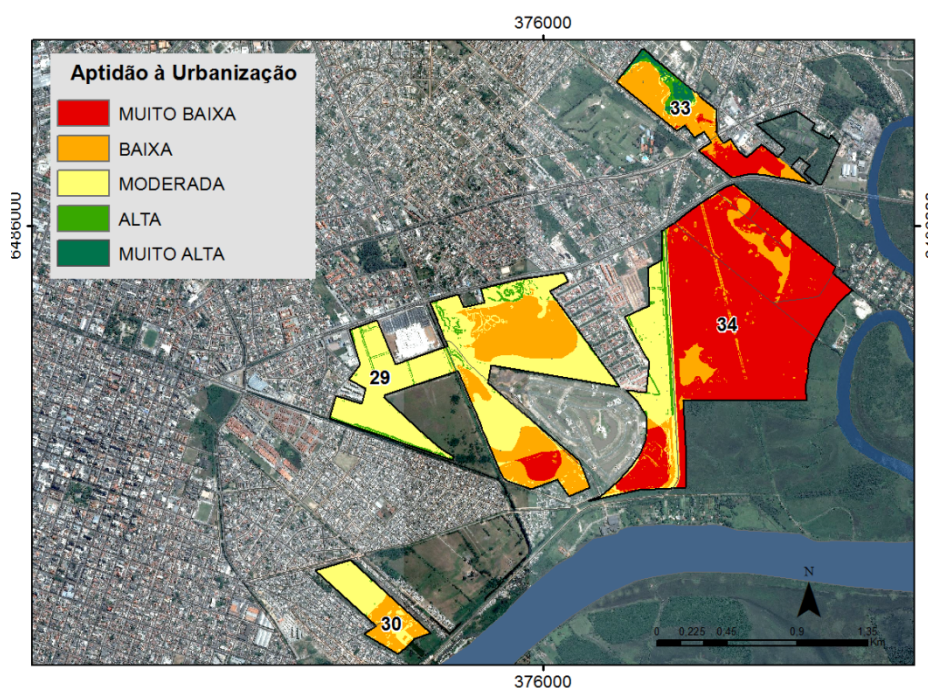 376000
Aptidão à Urbanização
MUITO BAIXA
BAIXA
MODERADA
ALTA
MUITO ALTA
33
6486000
34
29
30
N
0 0.225 0.45 0.9 1.35
Km
376000